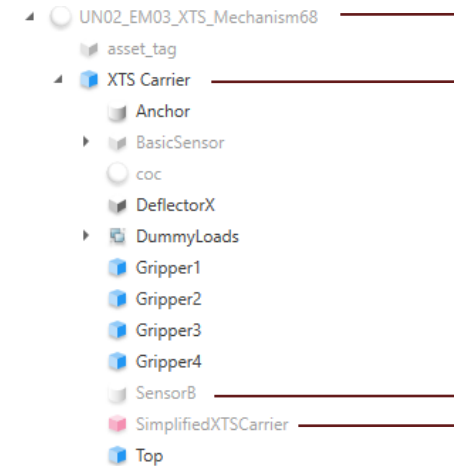 UN02_EM03_XTS_Mechanism68
asset_tag
XTS Carrier
Anchor
BasicSensor
coc
DeflectorX
DummyLoads
Gripper1
Gripper2
Gripper3
Gripper4
SensorB
SimplifiedXTSCarrier
Top